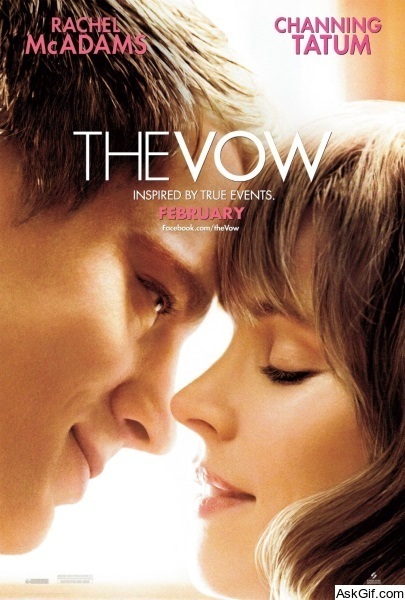 RACHEL
McADAMS
CHANNING
TATUM
THE VOW
INSPIRED BY TRUE EVENTS.
FEBRUARY
Facebook.com/theVow
AskGif.com